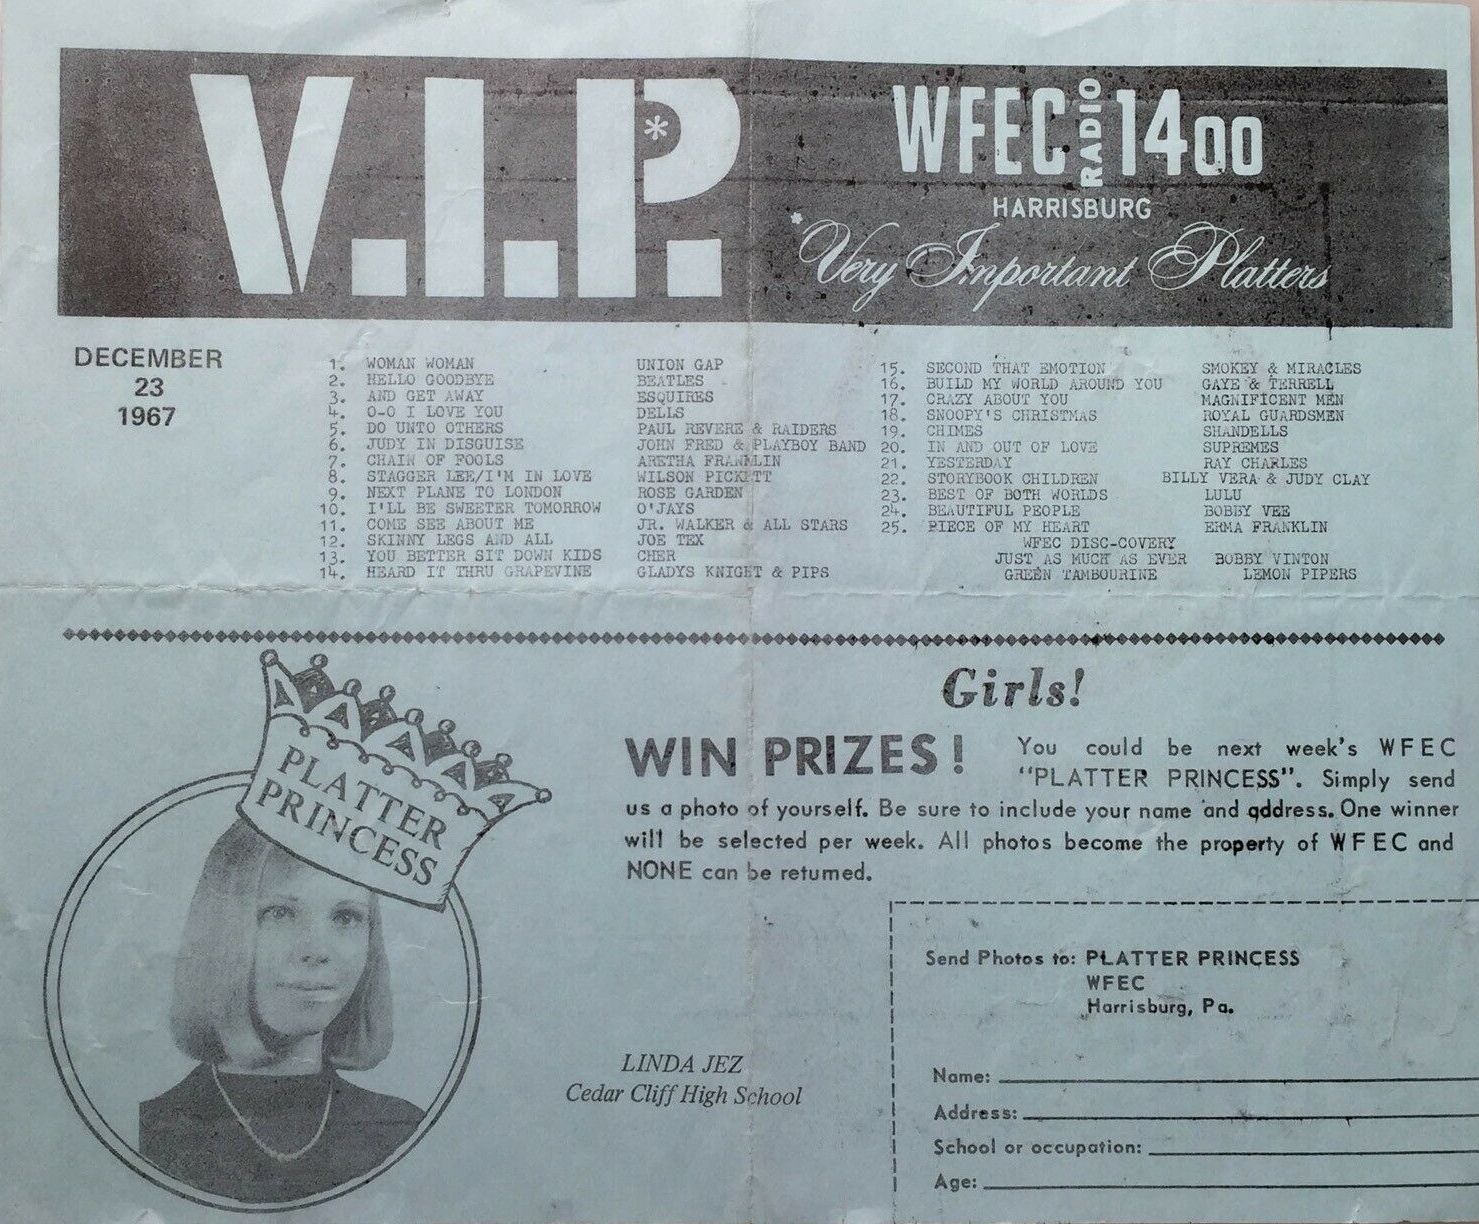 V.I.P.*
WFEC RADIO 1400
HARRISBURG
*Very Important Platters
DECEMBER
23
1967
1. WOMAN WOMAN UNION GAP
2. HELLO GOODBYE BEATLES
3. AND GET AWAY ESQUIRES
4. O-O I LOVE YOU DELLS
5. DO UNTO OTHERS PAUL REVERE & RAIDERS
6. JUDY IN DISGUISE JOHN FRED & PLAYBOY BAND
7. CHAIN OF FOOLS ARETHA FRANKLIN
8. STAGGER LEE/I'M IN LOVE WILSON PICKETT
9. NEXT PLANE TO LONDON ROSE GARDEN
10. I'LL BE SWEETER TOMORROW O'JAYS
11. COME SEE ABOUT ME JR. WALKER & ALL STARS
12. SKINNY LEGS AND ALL JOE TEX
13. YOU BETTER SIT DOWN KIDS CHER
14. HEARD IT THRU GRAPEVINE GLADYS KNIGHT & PIPS
15. SECOND THAT EMOTION SMOKEY & MIRACLES
16. BUILD MY WORLD AROUND YOU GAYE & TERRELL
17. CRAZY ABOUT YOU MAGNIFICENT MEN
18. SNOOPY'S CHRISTMAS ROYAL GUARDSMEN
19. CHIMES SHANDELLS
20. IN AND OUT OF LOVE SUPREMES
21. YESTERDAY RAY CHARLES
22. STORYBOOK CHILDREN BILLY VERA & JUDY CLAY
23. BEST OF BOTH WORLDS LULU
24. BEAUTIFUL PEOPLE BOBBY VEE
25. PIECE OF MY HEART ERMA FRANKLIN
WFEC DISC-COVERY
JUST AS MUCH AS EVER BOBBY VINTON
GREEN TAMBOURINE LEMON PIPERS
PLATTER
PRINCESS
LINDA JEZ
Cedar Cliff High School
Girls!
WIN PRIZES! You could be next week's WFEC
"PLATTER PRINCESS". Simply send
us a photo of yourself. Be sure to include your name and address. One winner
will be selected per week. All photos become the property of WFEC and
NONE can be returned.
Send Photos to: PLATTER PRINCESS
WFEC
Harrisburg, Pa.
Name:
Address:
School or occupation:
Age: